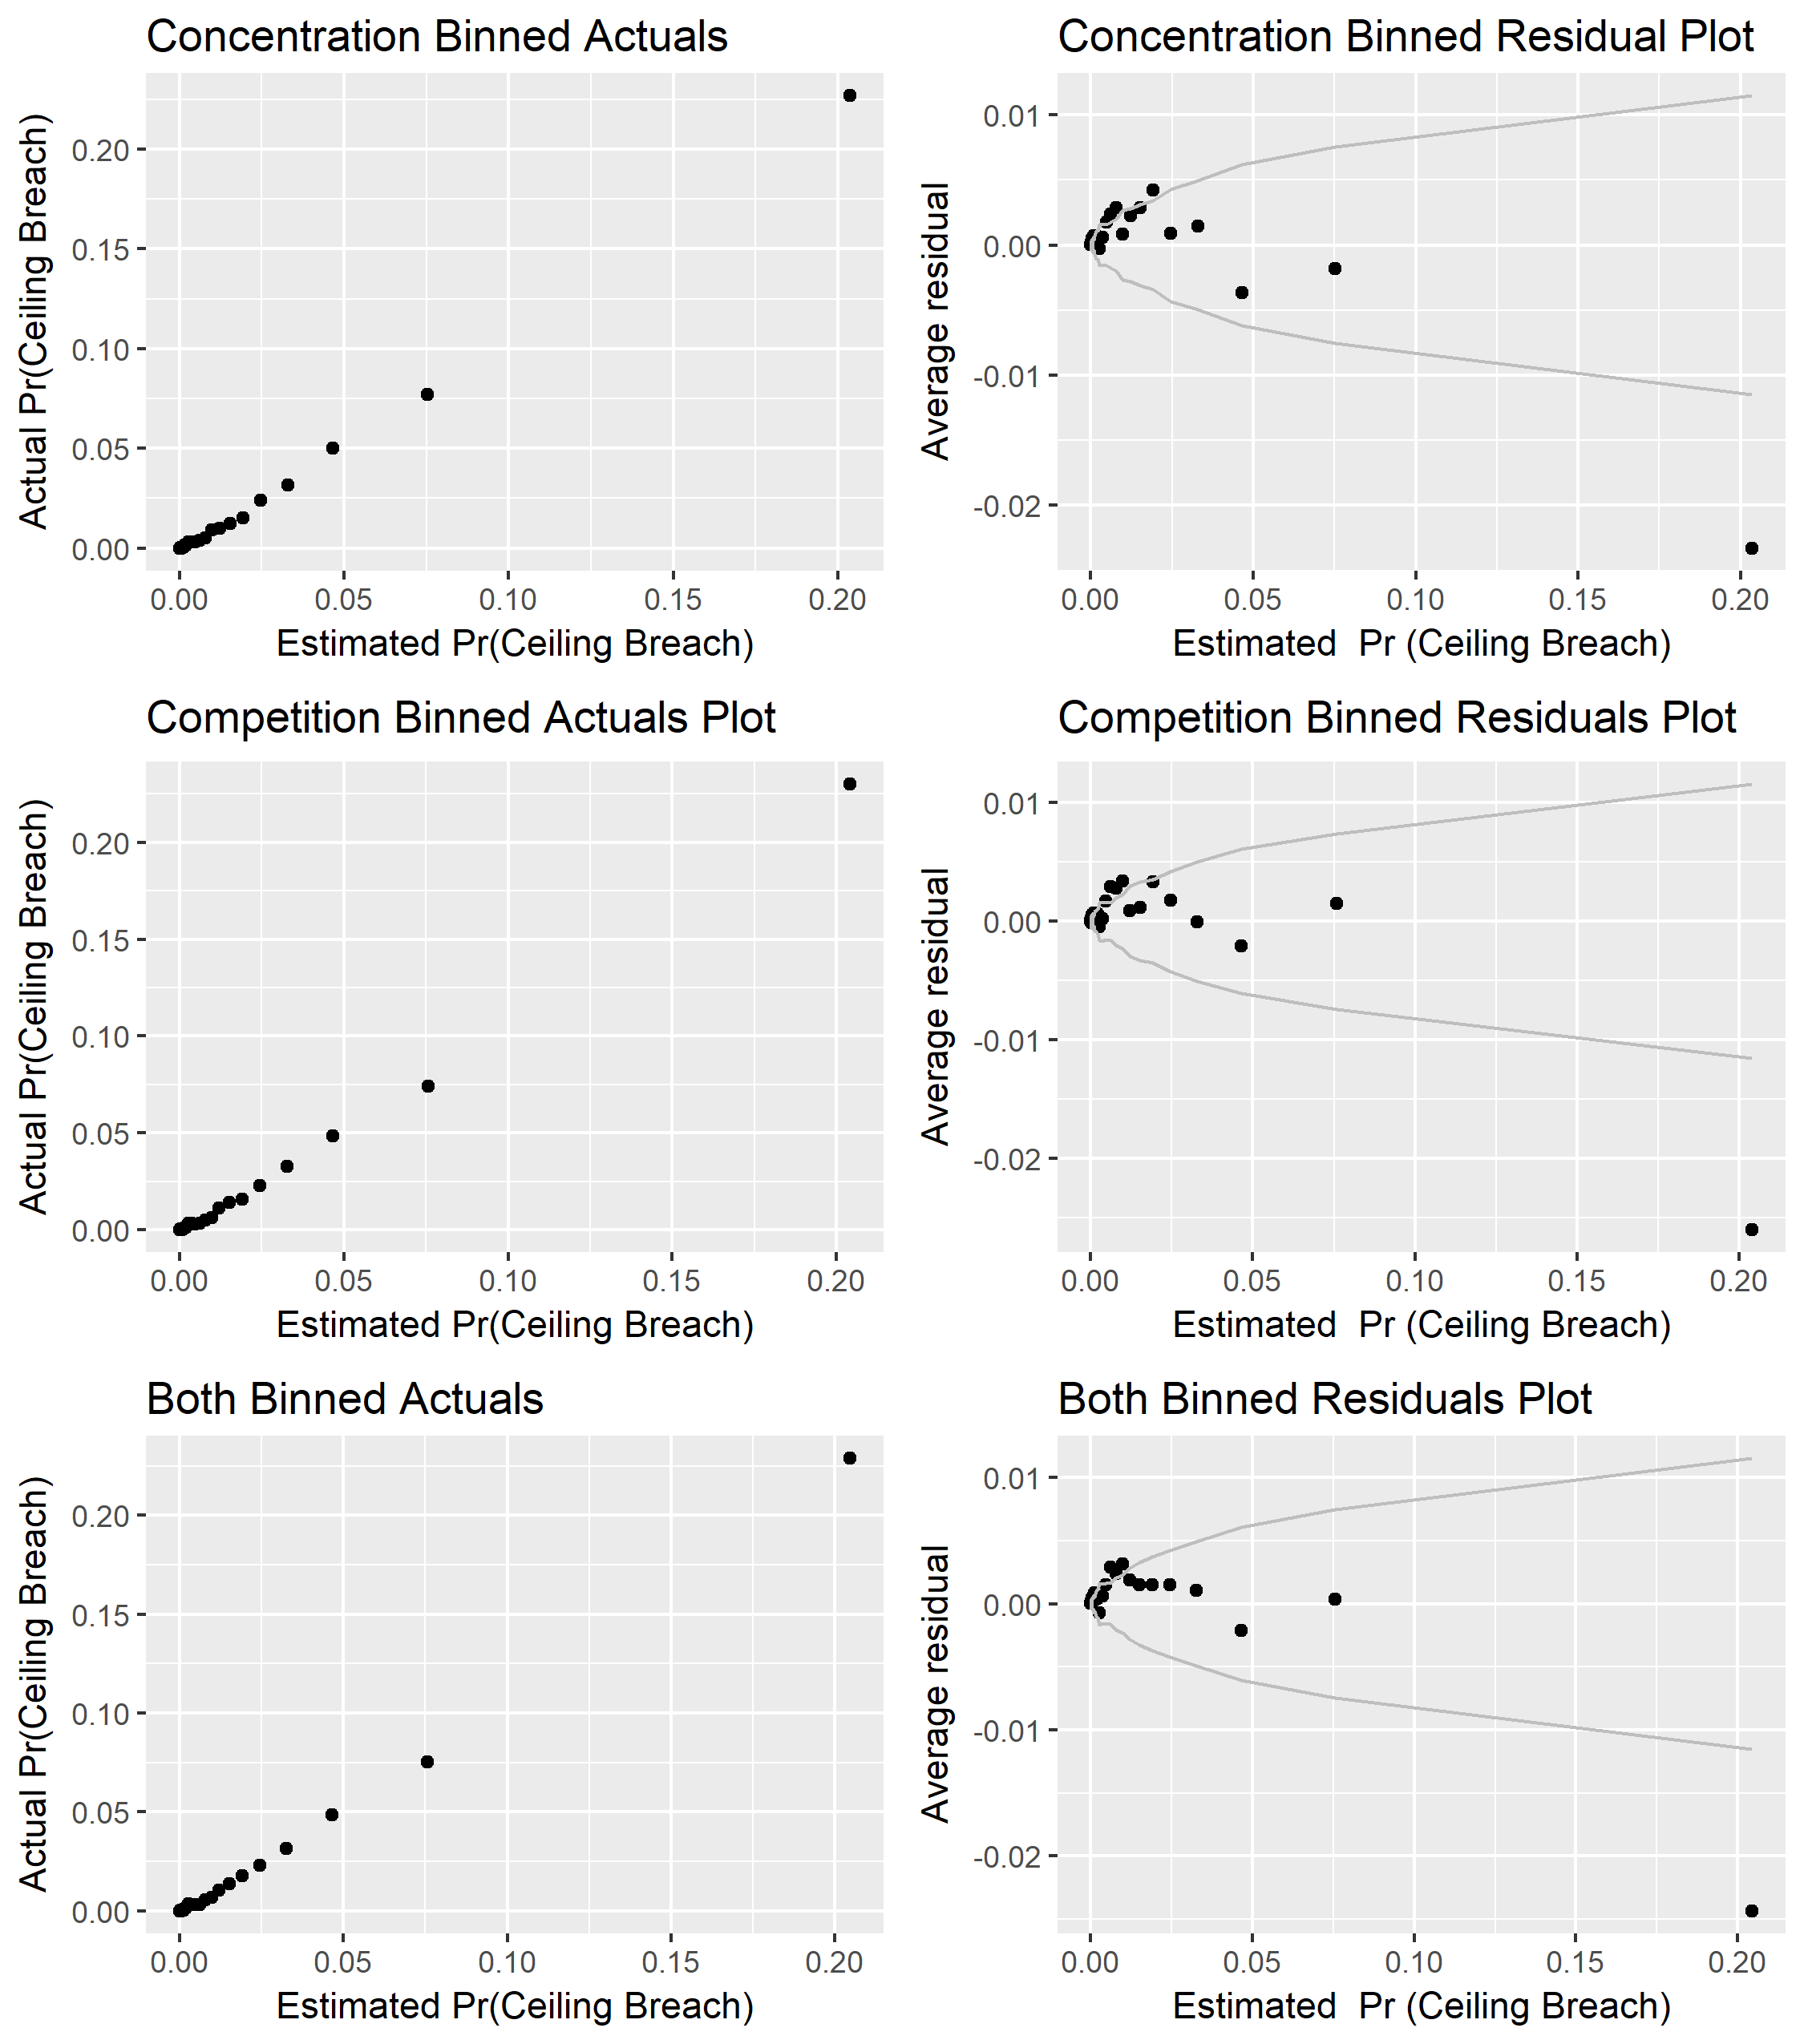 Concentration Binned Actuals
Actual Pr(Ceiling Breach)
0.20
0.15
0.10
0.05
0.00
0.00 0.05 0.10 0.15 0.20
Estimated Pr(Ceiling Breach)
Concentration Binned Residual Plot
Average residual
0.01
0.00
-0.01
-0.02
0.00 0.05 0.10 0.15 0.20
Estimated  Pr (Ceiling Breach)
Competition Binned Actuals Plot
Actual Pr(Ceiling Breach)
0.20
0.15
0.10
0.05
0.00
0.00 0.05 0.10 0.15 0.20
Estimated Pr(Ceiling Breach)
Competition Binned Residuals Plot
Average residual
0.01
0.00
-0.01
-0.02
0.00 0.05 0.10 0.15 0.20
Estimated  Pr (Ceiling Breach)
Both Binned Actuals
Actual Pr(Ceiling Breach)
0.20
0.15
0.10
0.05
0.00
0.00 0.05 0.10 0.15 0.20
Estimated Pr(Ceiling Breach)
Both Binned Residuals Plot
Average residual
0.01
0.00
-0.01
-0.02
0.00 0.05 0.10 0.15 0.20
Estimated  Pr (Ceiling Breach)